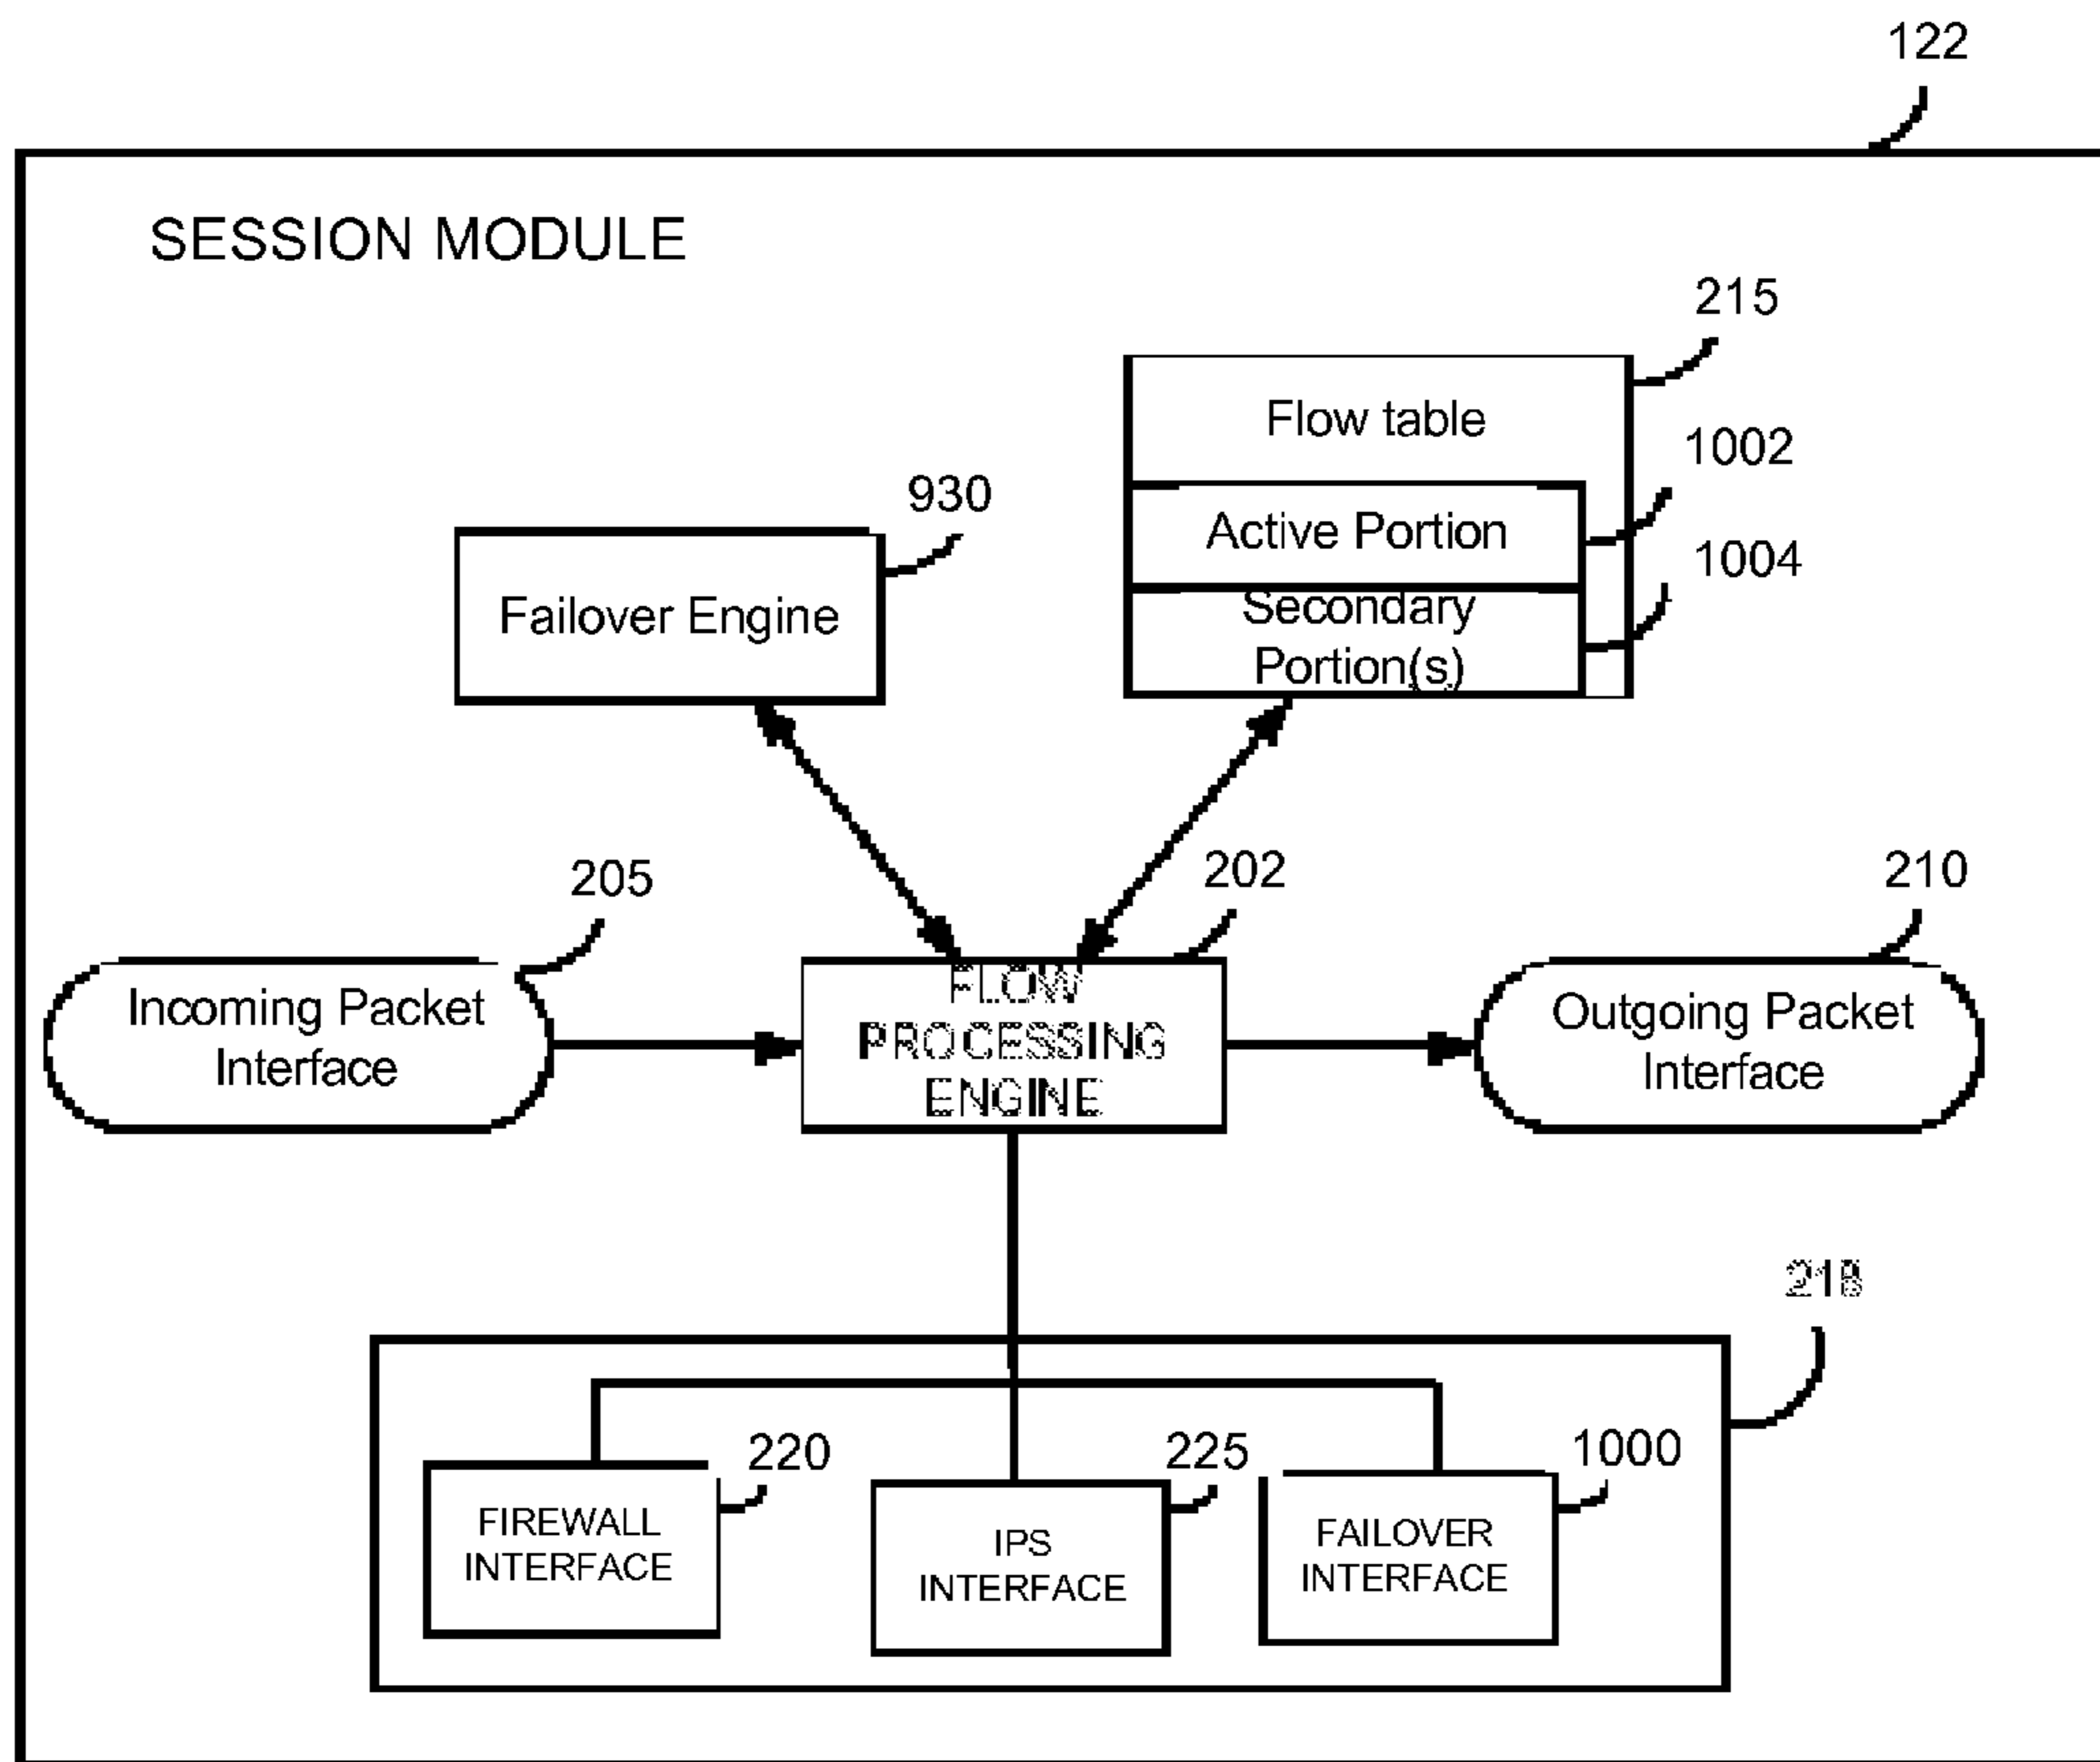 122
SESSION MODULE
215
Flow table
1002
930
Active Portion
1004
Failover Engine
Secondary
Portion(s)
205
202
210
Incoming Packet
Interface
FLOW
PROCESSING
ENGINE
Outgoing Packet
Interface
218
220
225
1000
FIREWALL
INTERFACE
IPS
INTERFACE
FAILOVER
INTERFACE